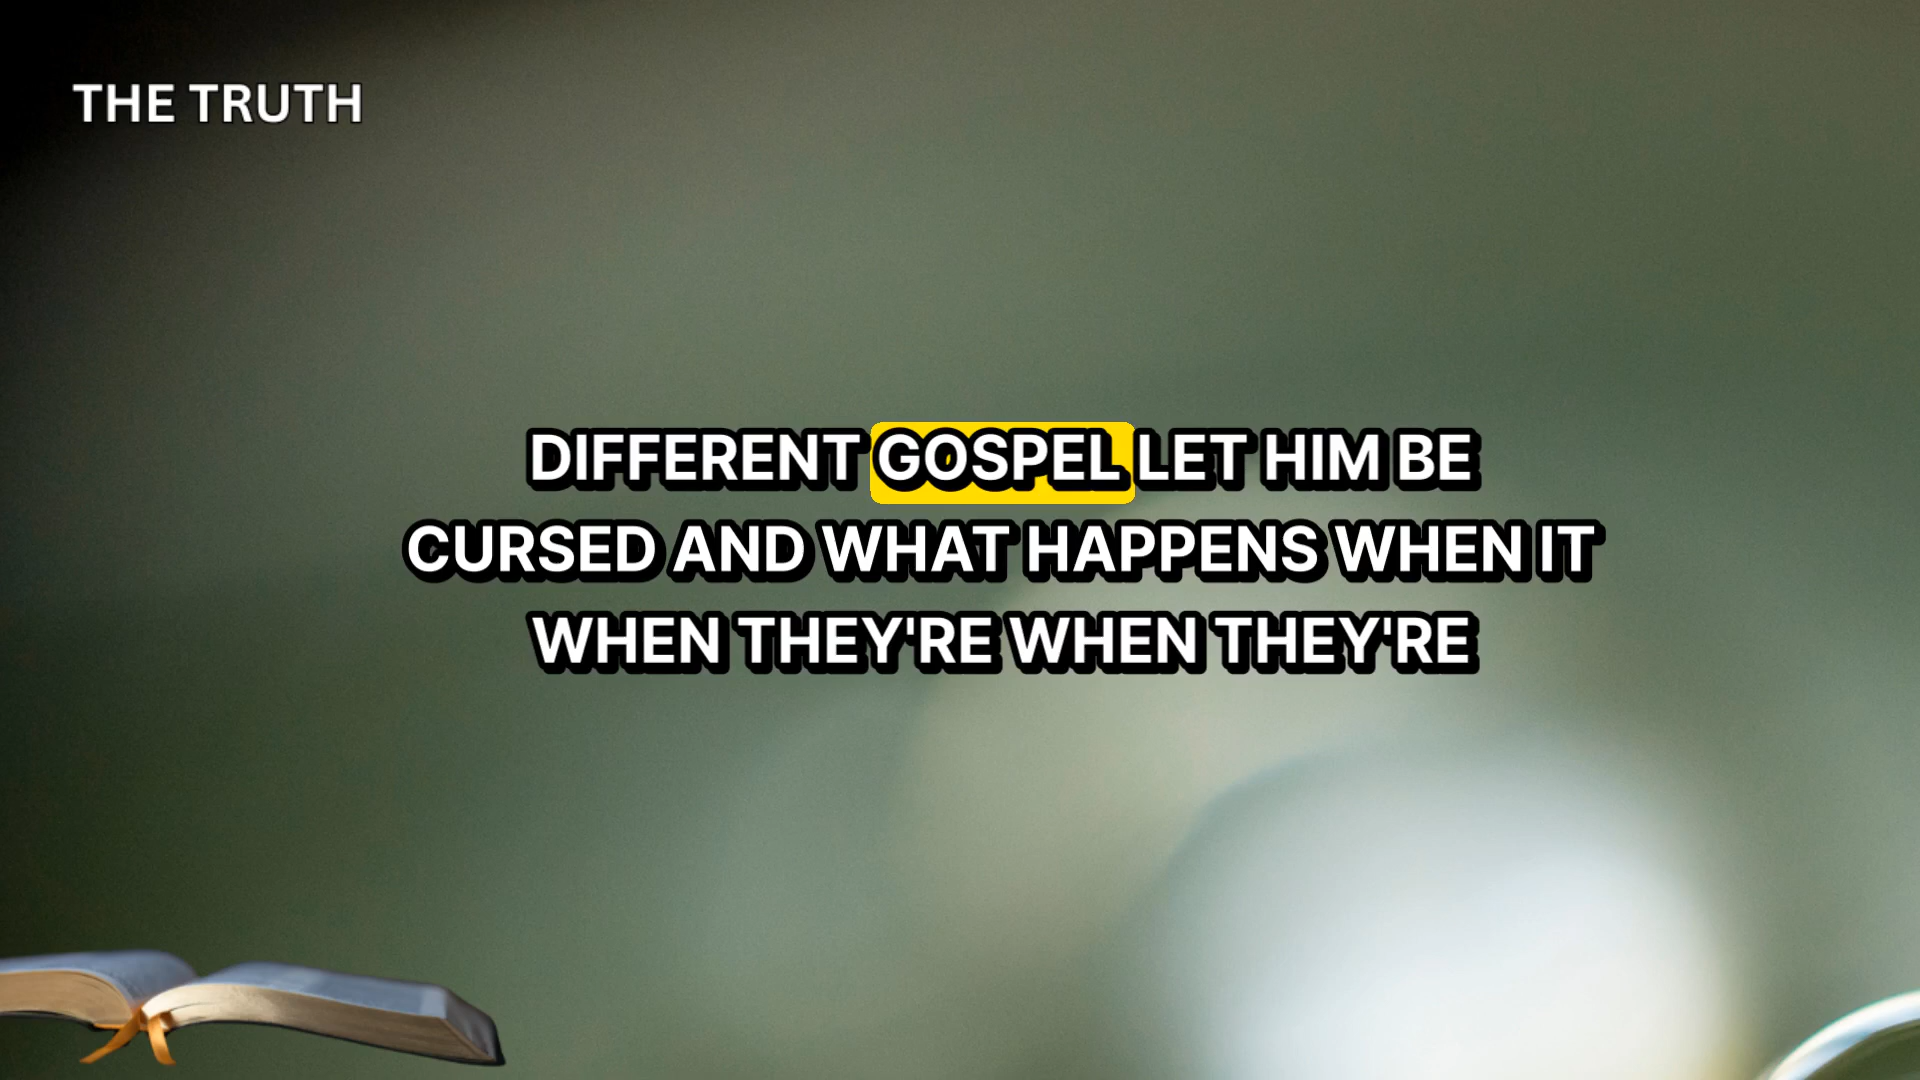 THE TRUTH
DIFFERENT GOSPEL LET HIM BE
CURSED AND WHAT HAPPENS WHEN IT
WHEN THEY'RE WHEN THEY'RE